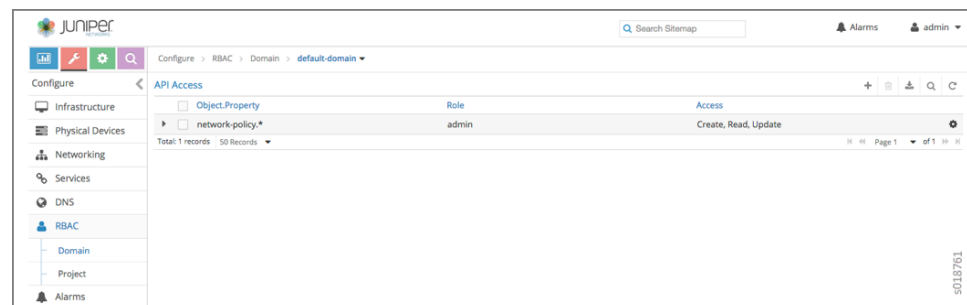 JUNIPER
NETWORKS
Search Sitemap
Alarms
admin
Configure > RBAC > Domain > default-domain
Configure
API Access
Object.Property Role Access
network-policy.* admin Create, Read, Update
Total: 1 records 50 Records
Page 1 of 1
Infrastructure
Physical Devices
Networking
Services
DNS
RBAC
Domain
Project
Alarms
s018761